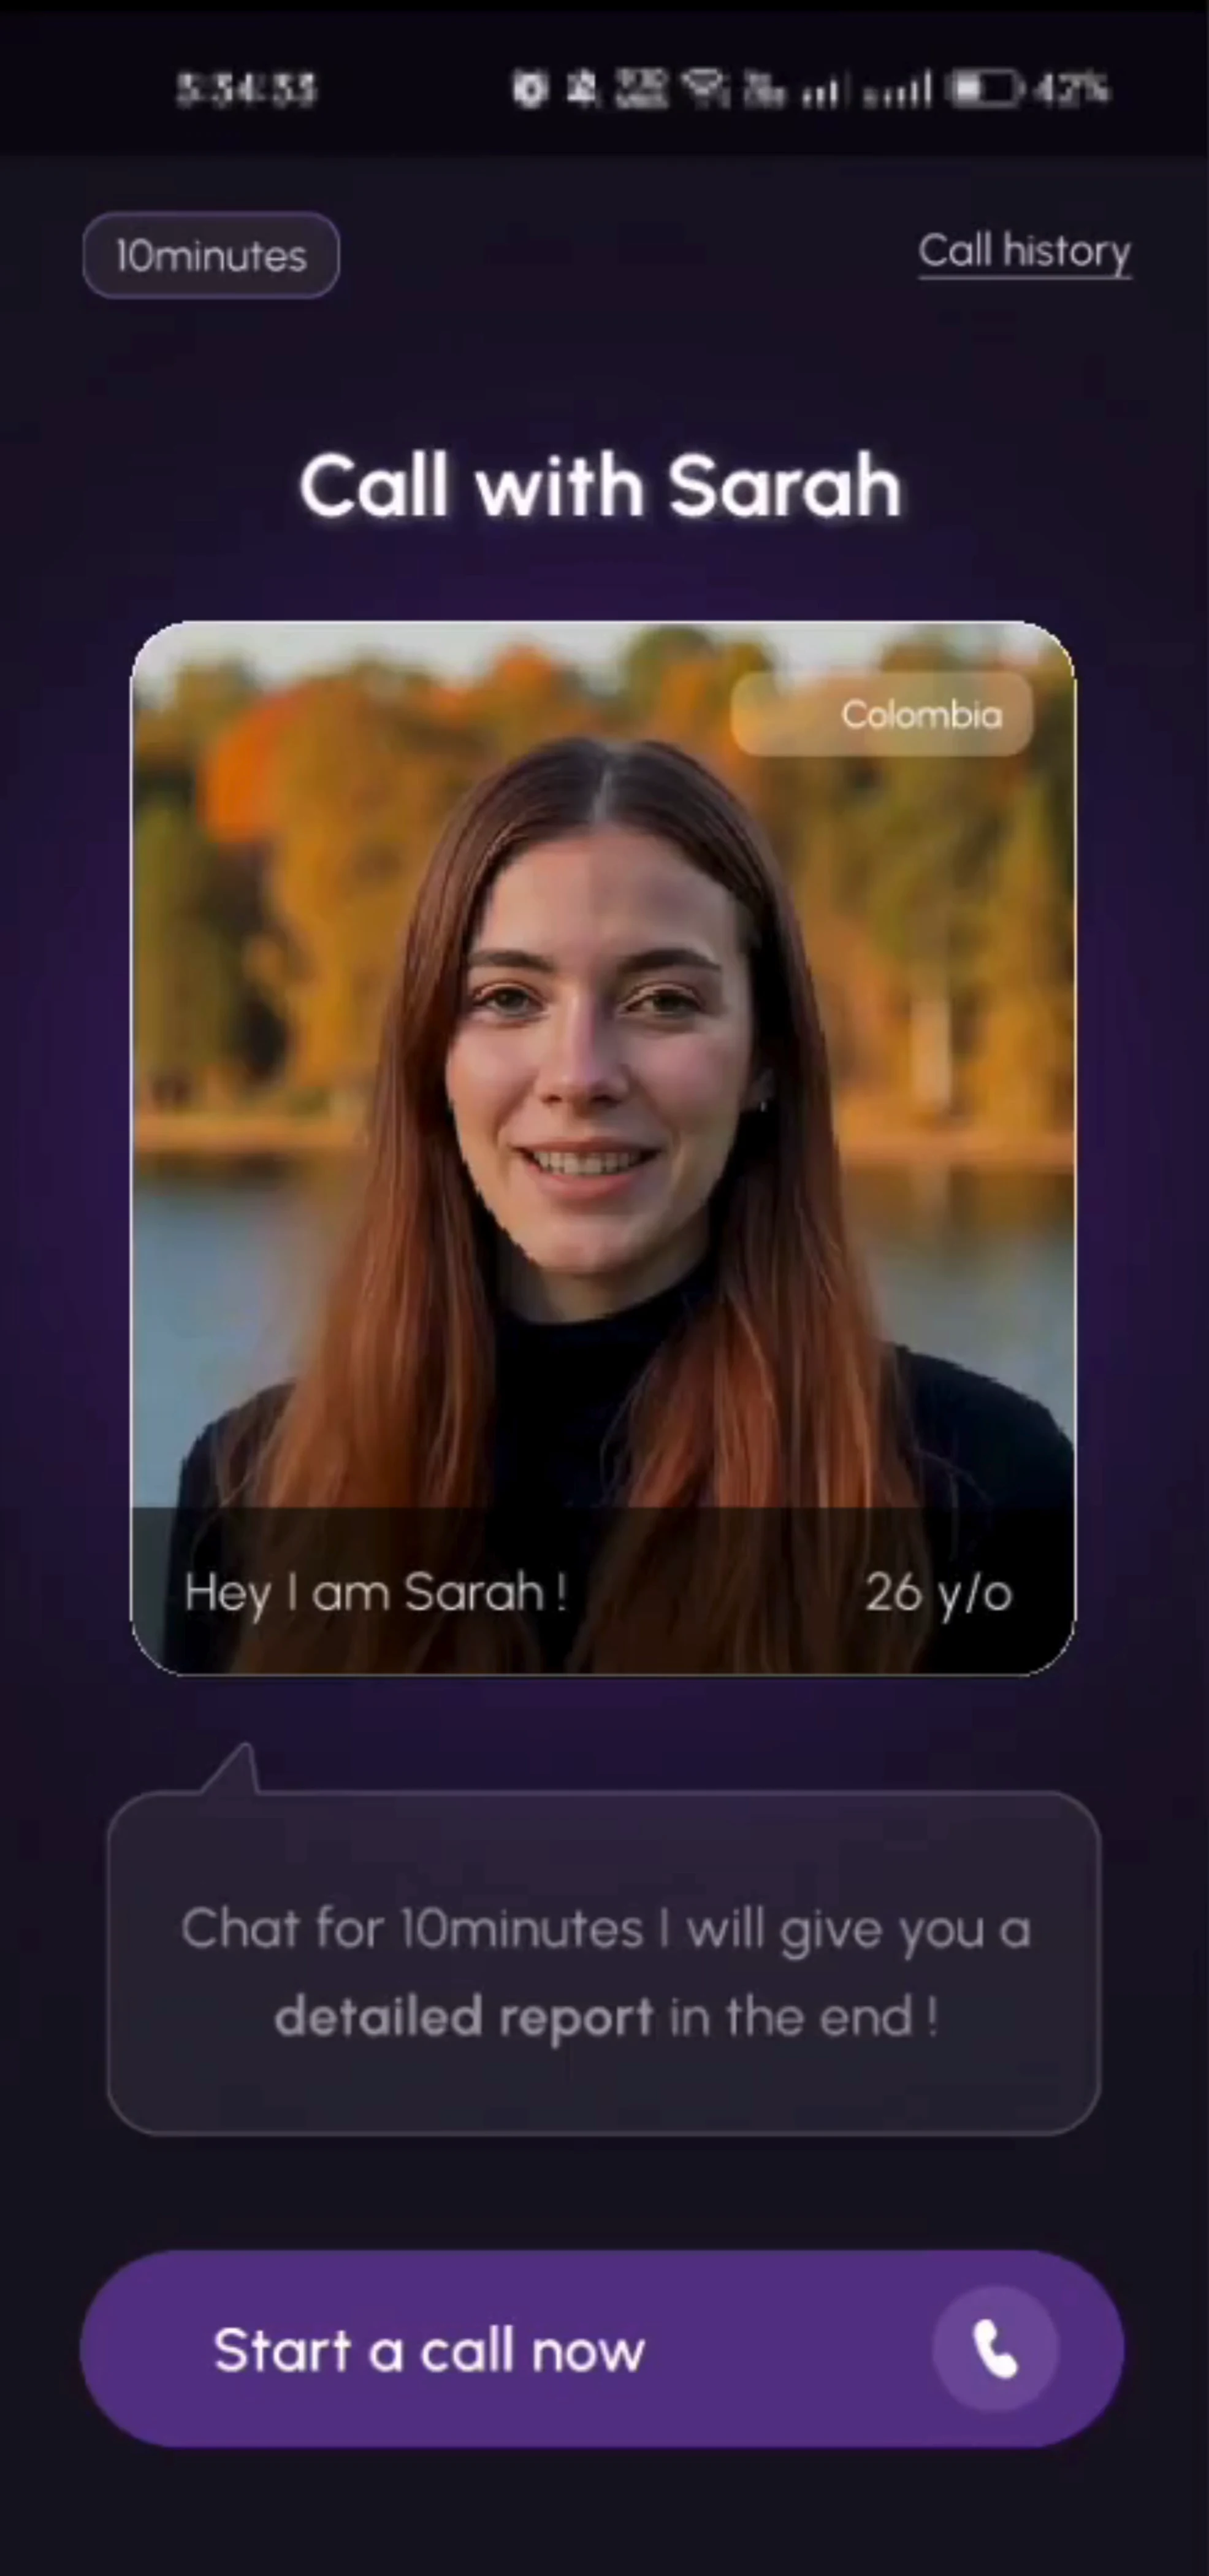 42%
10minutes
Call history
Call with Sarah
Colombia
Hey I am Sarah !
26 y/o
Chat for 10minutes I will give you a
detailed report in the end !
Start a call now